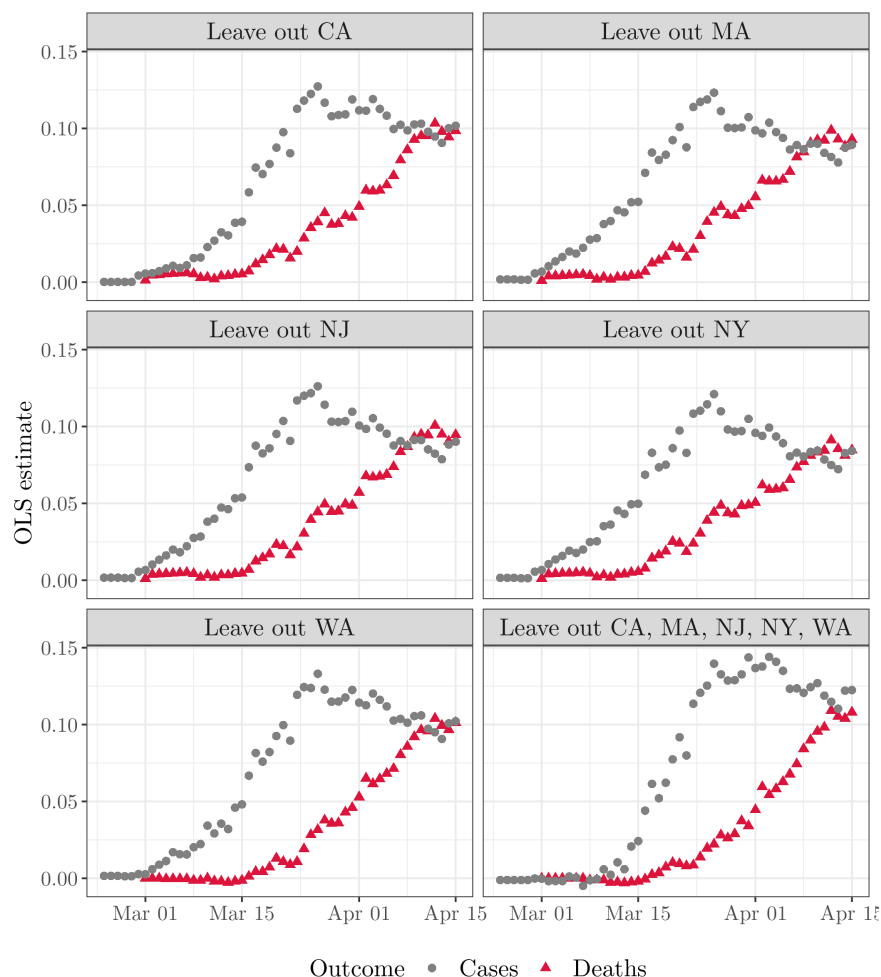 Leave out CA
Leave out MA
0.15
0.10
0.05
0.00
Leave out NJ
Leave out NY
0.15
0.10
0.05
0.00
OLS estimate
Leave out WA
Leave out CA, MA, NJ, NY, WA
0.15
0.10
0.05
0.00
Mar 01 Mar 15 Apr 01 Apr 15
Mar 01 Mar 15 Apr 01 Apr 15
Outcome Cases Deaths